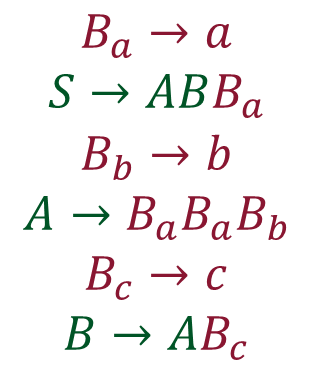 B_a → a
S → ABB_a
B_b → b
A → B_aB_aB_b
B_c → c
B → AB_c